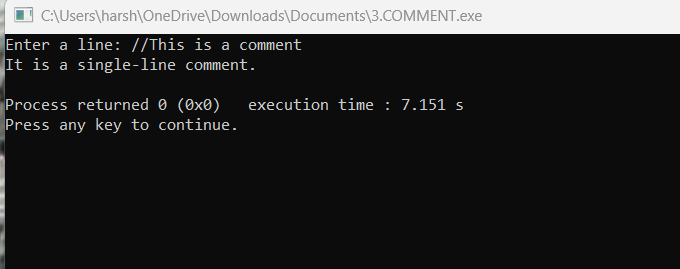 C:\Users\harsh\OneDrive\Downloads\Documents\3.COMMENT.exe
Enter a line: //This is a comment
It is a single-line comment.
Process returned 0 (0x0)   execution time : 7.151 s
Press any key to continue.